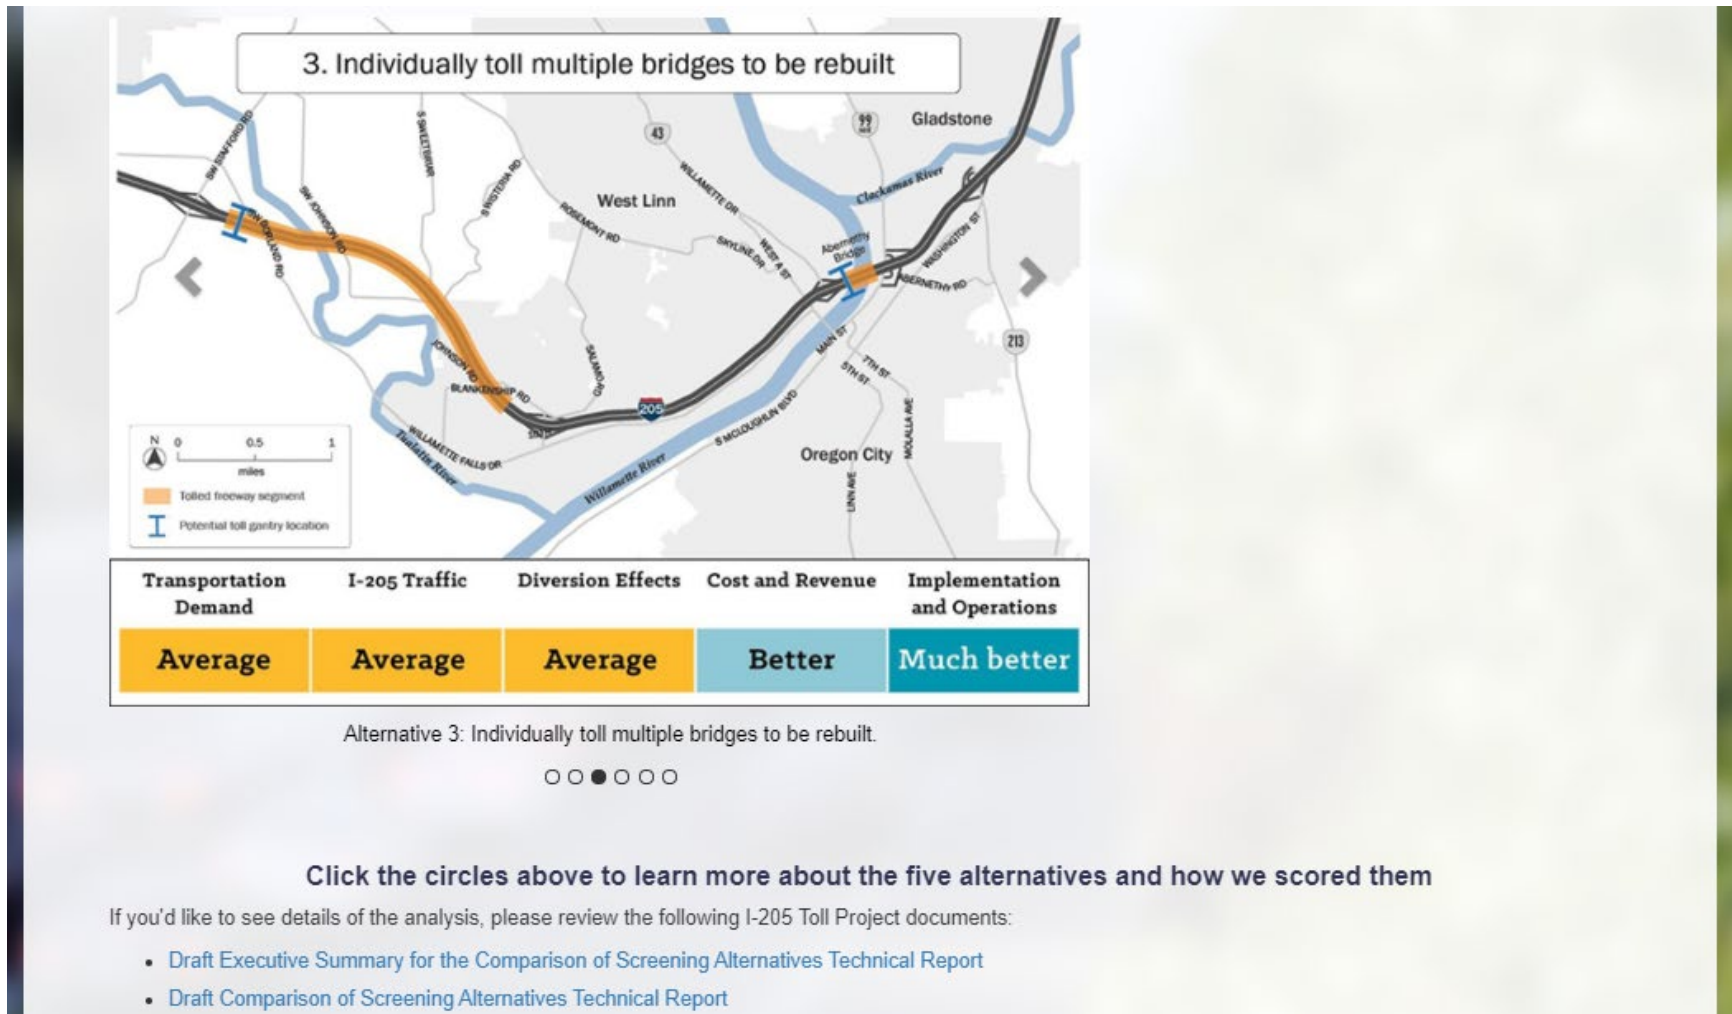 3. Individually toll multiple bridges to be rebuilt
Gladstone
99
43
SW STAFFORD RD
S SWEETBRIAR
S WISTERIA RD
WILLAMETTE DR
Clackamas River
West Linn
ROSEMONT RD
SW JOHNSON RD
SW BORLAND RD
SKYLINE DR
WEST A ST
Abernethy
Bridge
WASHINGTON ST
ABERNETHY RD
213
MAIN ST
7TH ST
5TH ST
JOHNSON RD
BLANKENSHIP RD
205
S MCLOUGHLIN BLVD
MOLALLA AVE
Oregon City
LINN AVE
WILLAMETTE FALLS DR
Tualatin River
Willamette River
N 0 0.5 1
miles
Tolled freeway segment
Potential toll gantry location
Transportation Demand
I-205 Traffic
Diversion Effects
Cost and Revenue
Implementation and Operations
Average Average Average Better Much better
Alternative 3: Individually toll multiple bridges to be rebuilt.
Click the circles above to learn more about the five alternatives and how we scored them
If you'd like to see details of the analysis, please review the following I-205 Toll Project documents:
Draft Executive Summary for the Comparison of Screening Alternatives Technical Report
Draft Comparison of Screening Alternatives Technical Report